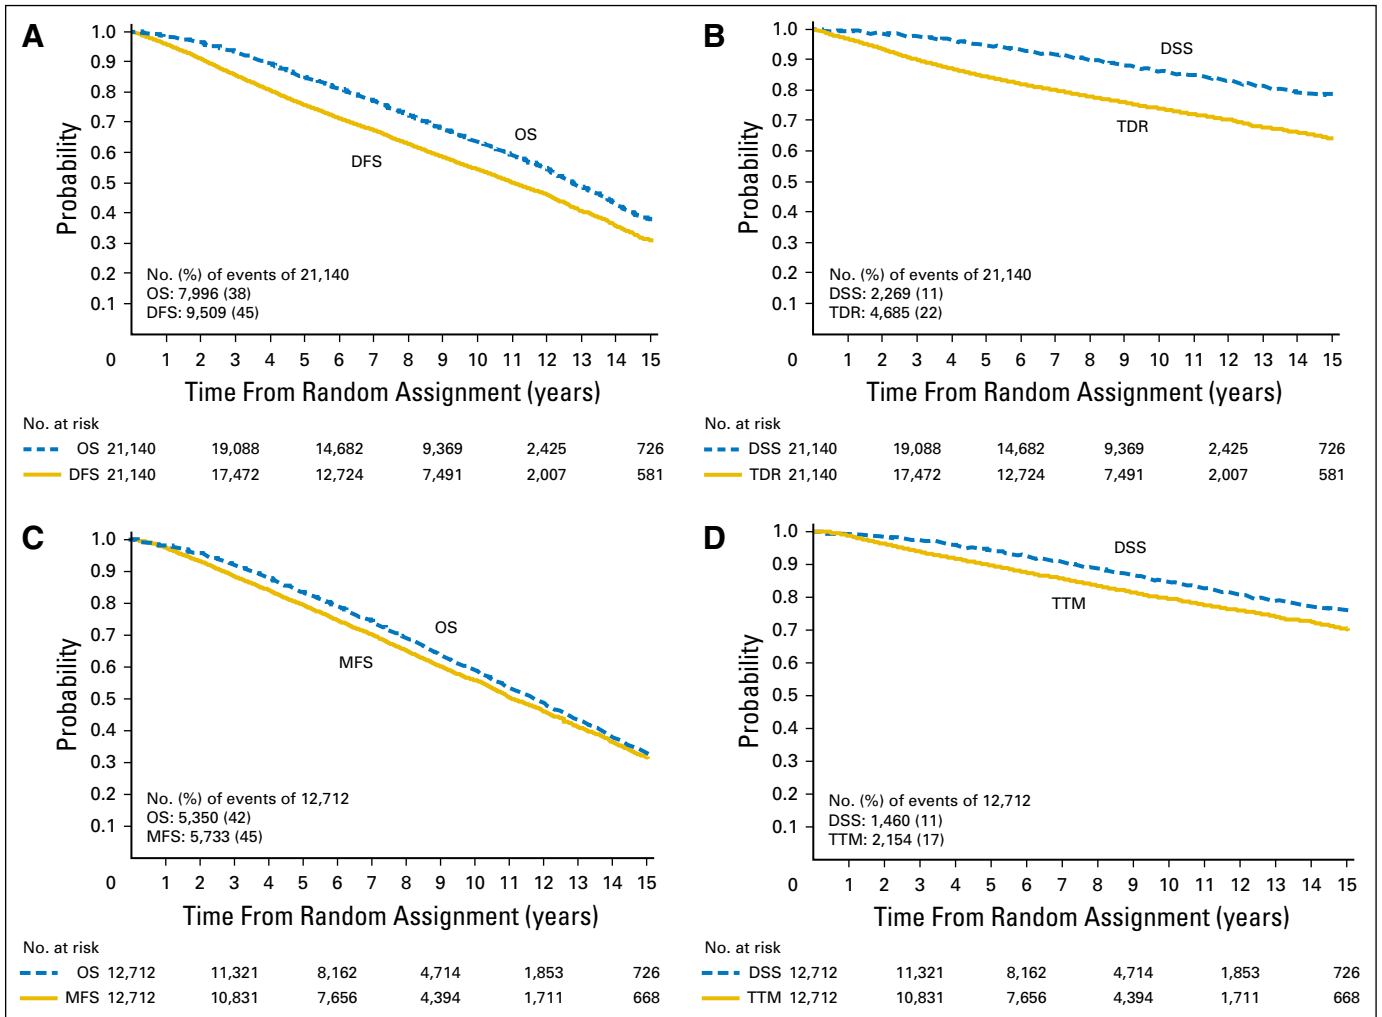 A
1.0
0.9
0.8
0.7
0.6
0.5
0.4
0.3
0.2
0.1
Probability
OS
DFS
No. (%) of events of 21,140
OS: 7,996 (38)
DFS: 9,509 (45)
0 1 2 3 4 5 6 7 8 9 10 11 12 13 14 15
Time From Random Assignment (years)
No. at risk
OS 21,140 19,088 14,682 9,369 2,425 726
DFS 21,140 17,472 12,724 7,491 2,007 581
B
1.0
0.9
0.8
0.7
0.6
0.5
0.4
0.3
0.2
0.1
Probability
DSS
TDR
No. (%) of events of 21,140
DSS: 2,269 (11)
TDR: 4,685 (22)
0 1 2 3 4 5 6 7 8 9 10 11 12 13 14 15
Time From Random Assignment (years)
No. at risk
DSS 21,140 19,088 14,682 9,369 2,425 726
TDR 21,140 17,472 12,724 7,491 2,007 581
C
1.0
0.9
0.8
0.7
0.6
0.5
0.4
0.3
0.2
0.1
Probability
OS
MFS
No. (%) of events of 12,712
OS: 5,350 (42)
MFS: 5,733 (45)
0 1 2 3 4 5 6 7 8 9 10 11 12 13 14 15
Time From Random Assignment (years)
No. at risk
OS 12,712 11,321 8,162 4,714 1,853 726
MFS 12,712 10,831 7,656 4,394 1,711 668
D
1.0
0.9
0.8
0.7
0.6
0.5
0.4
0.3
0.2
0.1
Probability
DSS
TTM
No. (%) of events of 12,712
DSS: 1,460 (11)
TTM: 2,154 (17)
0 1 2 3 4 5 6 7 8 9 10 11 12 13 14 15
Time From Random Assignment (years)
No. at risk
DSS 12,712 11,321 8,162 4,714 1,853 726
TTM 12,712 10,831 7,656 4,394 1,711 668